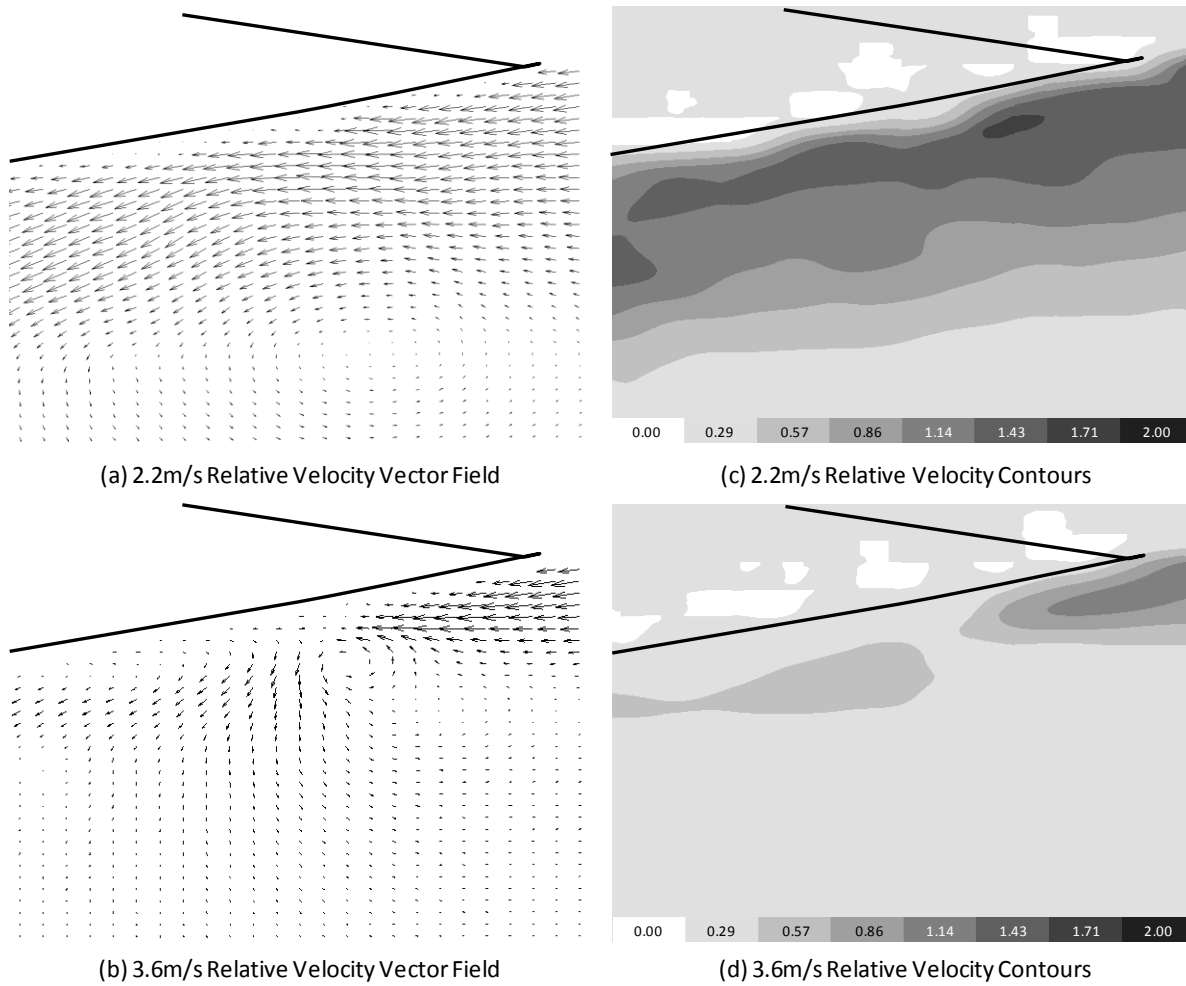 0.00 0.29 0.57 0.86 1.14 1.43 1.71 2.00
(a) 2.2m/s Relative Velocity Vector Field
(c) 2.2m/s Relative Velocity Contours
0.00 0.29 0.57 0.86 1.14 1.43 1.71 2.00
(b) 3.6m/s Relative Velocity Vector Field
(d) 3.6m/s Relative Velocity Contours